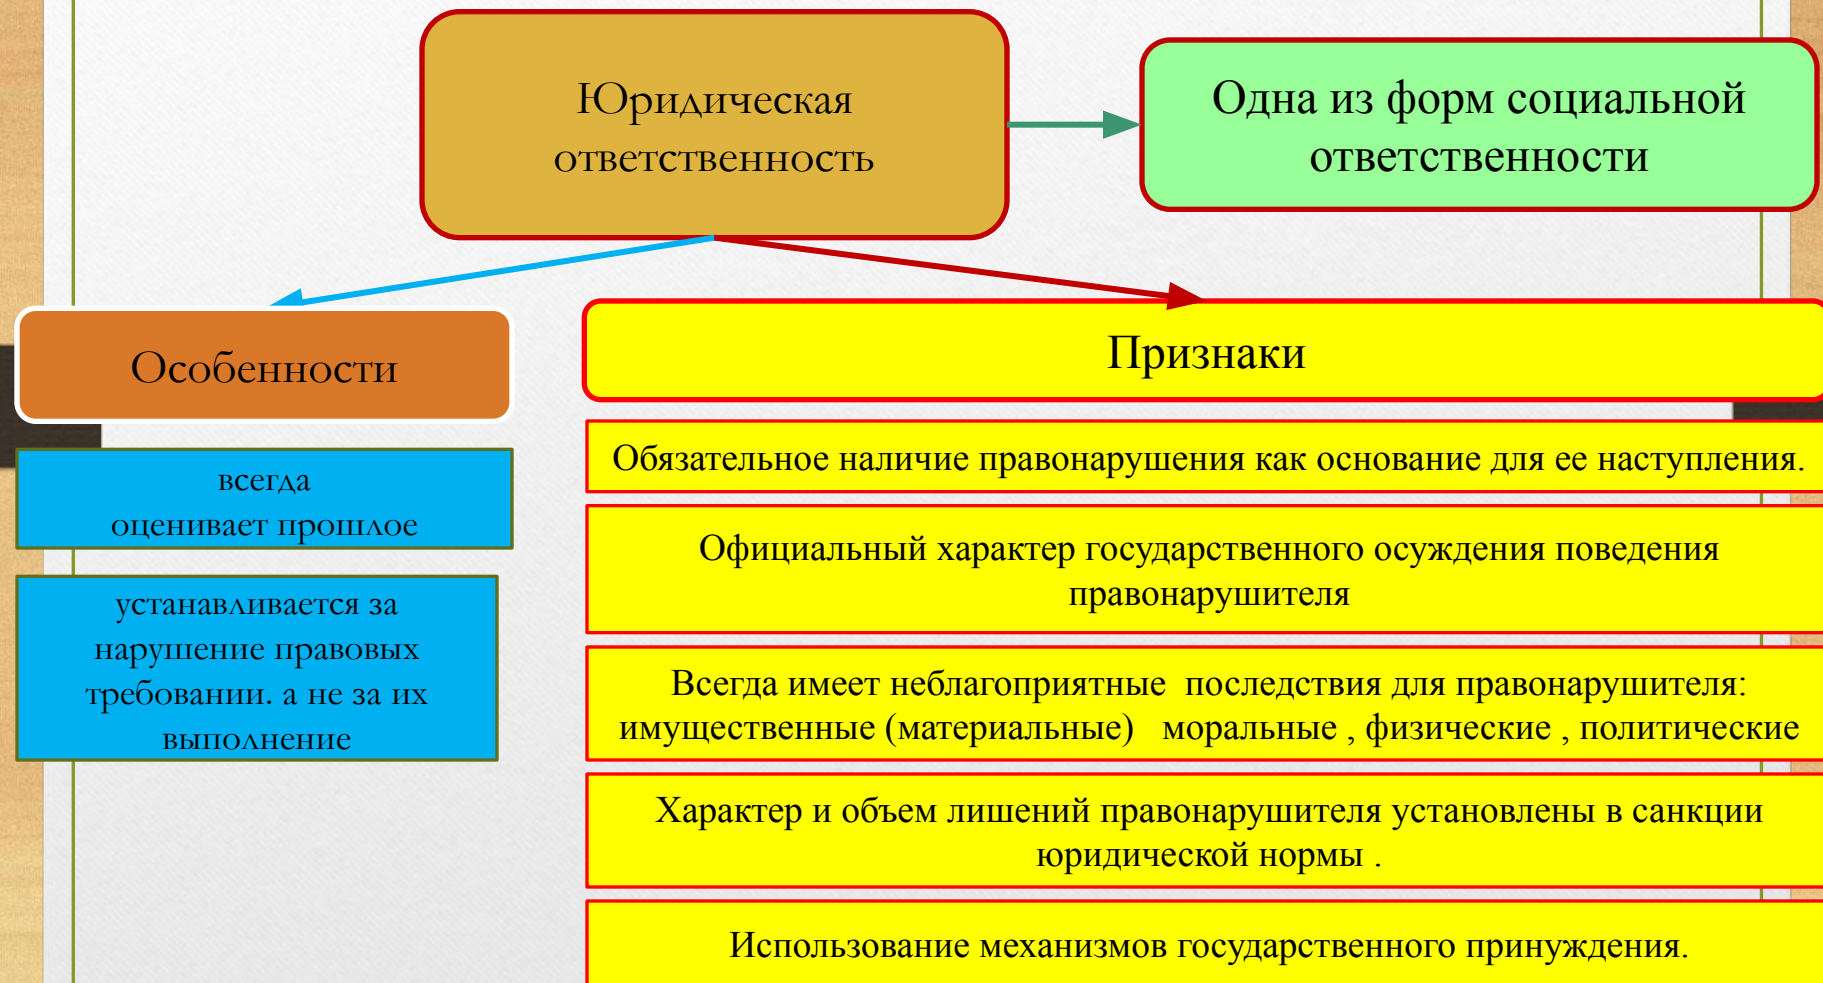 Юридическая
ответственность
Одна из форм социальной
ответственности
Особенности
всегда
оценивает прошлое
устанавливается за
нарушение правовых
требовании. а не за их
выполнение
Признаки
Обязательное наличие правонарушения как основание для ее наступления.
Официальный характер государственного осуждения поведения
правонарушителя
Всегда имеет неблагоприятные  последствия для правонарушителя:
имущественные (материальные)   моральные , физические , политические
Характер и объем лишений правонарушителя установлены в санкции
юридической нормы .
Использование механизмов государственного принуждения.